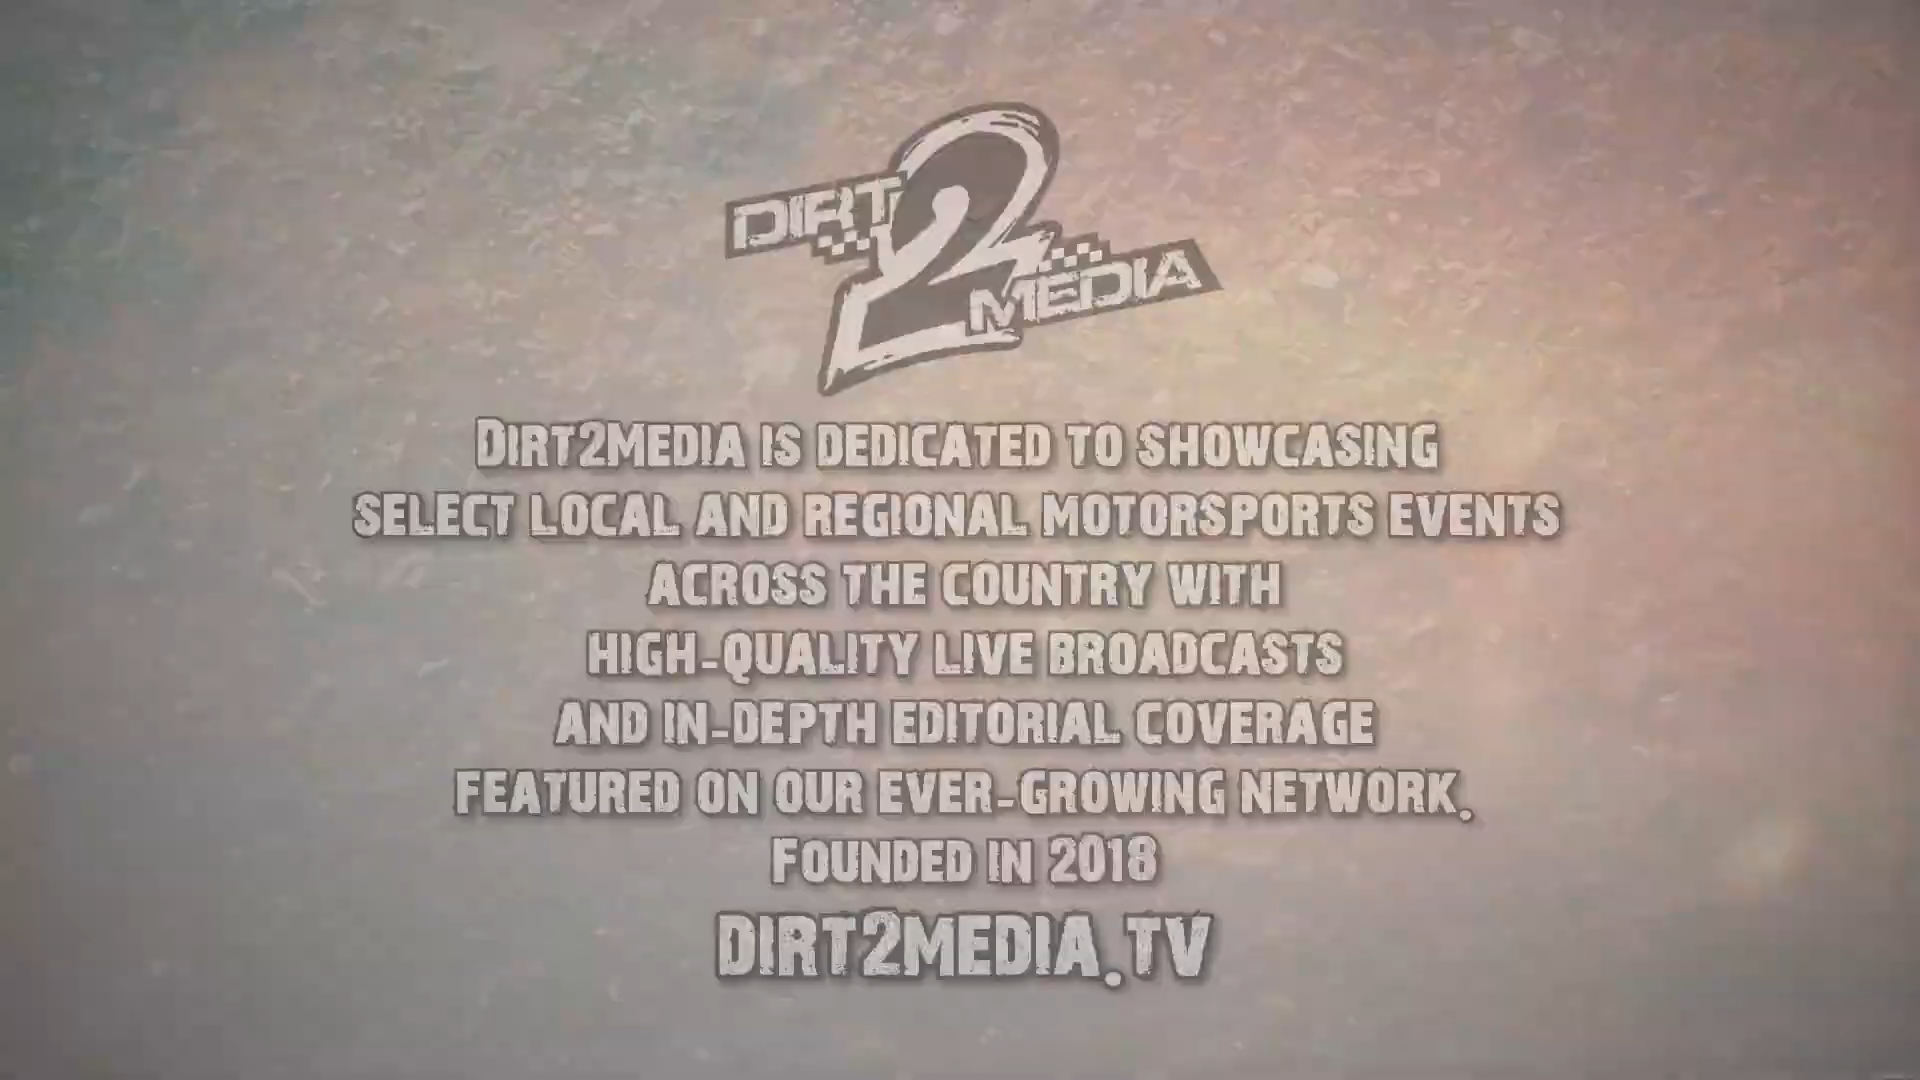 DIRT
2
MEDIA
DIRT2MEDIA IS DEDICATED TO SHOWCASING
SELECT LOCAL AND REGIONAL MOTORSPORTS EVENTS
ACROSS THE COUNTRY WITH
HIGH-QUALITY LIVE BROADCASTS
AND IN-DEPTH EDITORIAL COVERAGE
FEATURED ON OUR EVER-GROWING NETWORK.
FOUNDED IN 2018
DIRT2MEDIA.TV